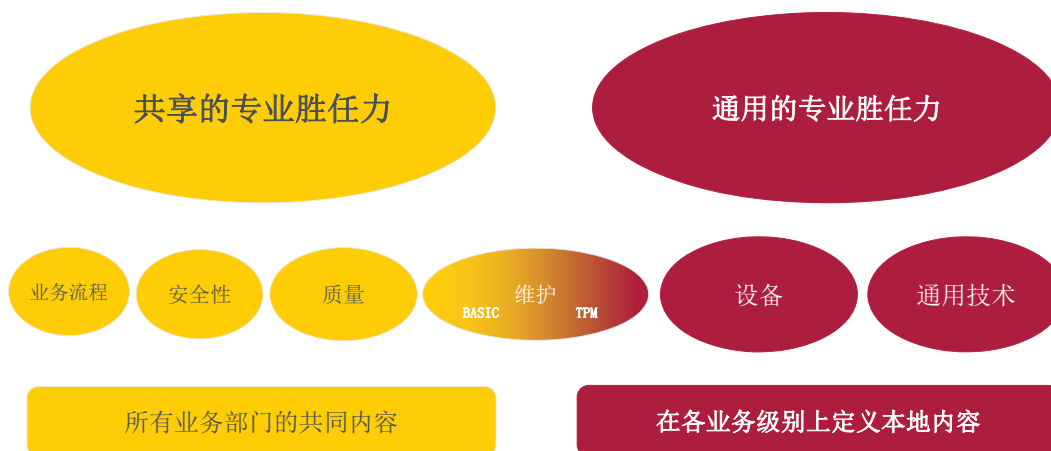 共享的专业胜任力
通用的专业胜任力
业务流程
安全性
质量
维护
BASIC
TPM
设备
通用技术
所有业务部门的共同内容
在各业务级别上定义本地内容